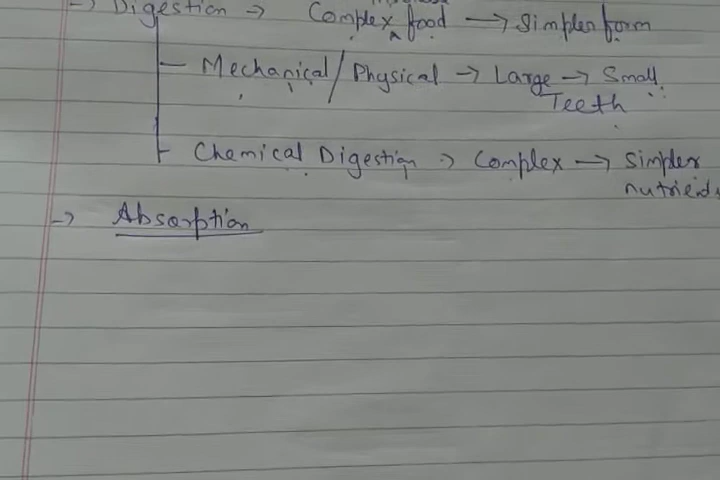 → Digestion → Complex food → Simpler form
Mechanical/Physical → Large → Small
Teeth
Chemical Digestion → Complex → Simpler
nutrients
→ Absorption